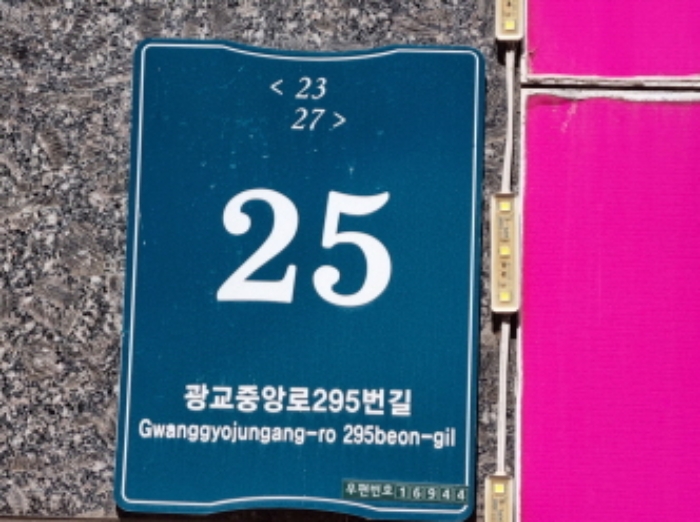 < 23
27 >
25
광교중앙로295번길
Gwanggyojungang-ro 295beon-gil
우편번호 16944